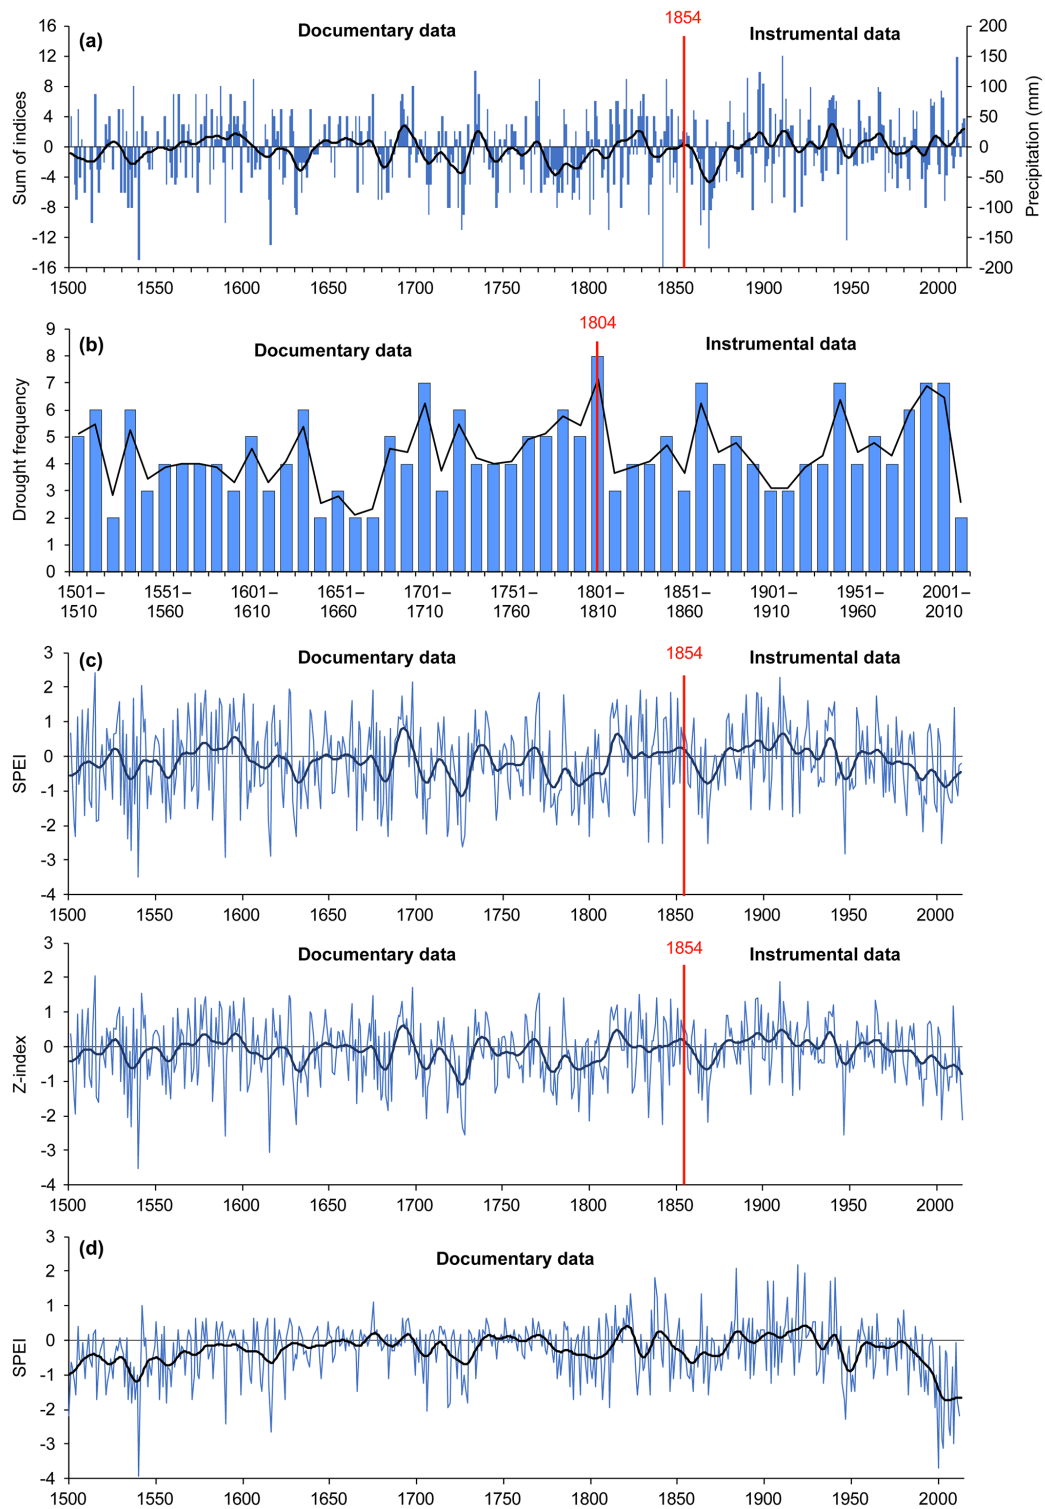 1854
16 200
(a) Documentary data Instrumental data
12 150
8 100
4 50
0 0
-4 -50
-8 -100
-12 -150
-16 -200
Sum of indices
Precipitation (mm)
1500 1550 1600 1650 1700 1750 1800 1850 1900 1950 2000
1804
9
(b) Documentary data Instrumental data
8
7
6
5
4
3
2
1
0
Drought frequency
1501– 1551– 1601– 1651– 1701– 1751– 1801– 1851– 1901– 1951– 2001–
1510 1560 1610 1660 1710 1760 1810 1860 1910 1960 2010
1854
3
(c) Documentary data Instrumental data
2
1
0
-1
-2
-3
-4
SPEI
1500 1550 1600 1650 1700 1750 1800 1850 1900 1950 2000
1854
3
Documentary data Instrumental data
2
1
0
-1
-2
-3
-4
Z-index
1500 1550 1600 1650 1700 1750 1800 1850 1900 1950 2000
3
(d) Documentary data
2
1
0
-1
-2
-3
-4
SPEI
1500 1550 1600 1650 1700 1750 1800 1850 1900 1950 2000